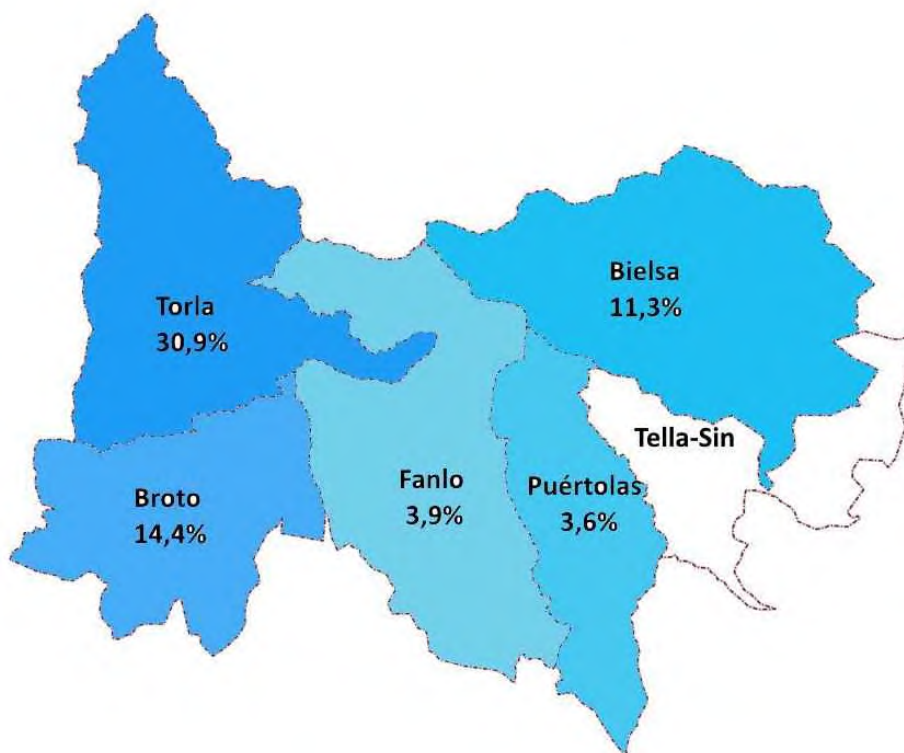 Torla
30,9%
Bielsa
11,3%
Tella-Sin
Broto
14,4%
Fanlo
3,9%
Puértolas
3,6%